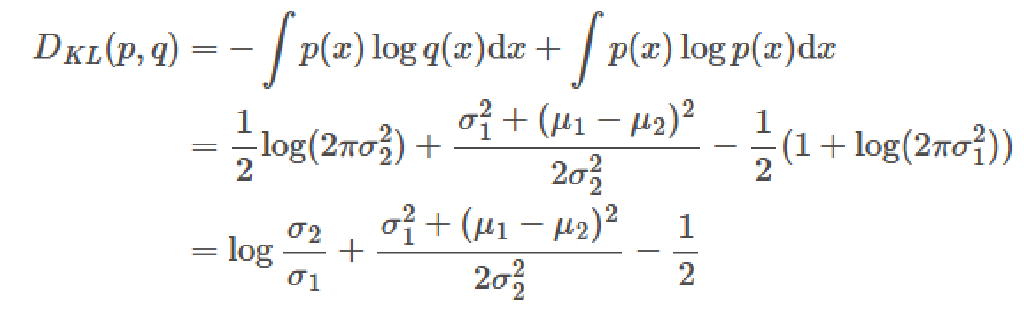 D_{KL}(p, q) = -\int p(x) \log q(x) \mathrm{d}x + \int p(x) \log p(x) \mathrm{d}x
= \frac{1}{2} \log(2\pi\sigma_2^2) + \frac{\sigma_1^2 + (\mu_1 - \mu_2)^2}{2\sigma_2^2} - \frac{1}{2}(1 + \log(2\pi\sigma_1^2))
= \log \frac{\sigma_2}{\sigma_1} + \frac{\sigma_1^2 + (\mu_1 - \mu_2)^2}{2\sigma_2^2} - \frac{1}{2}